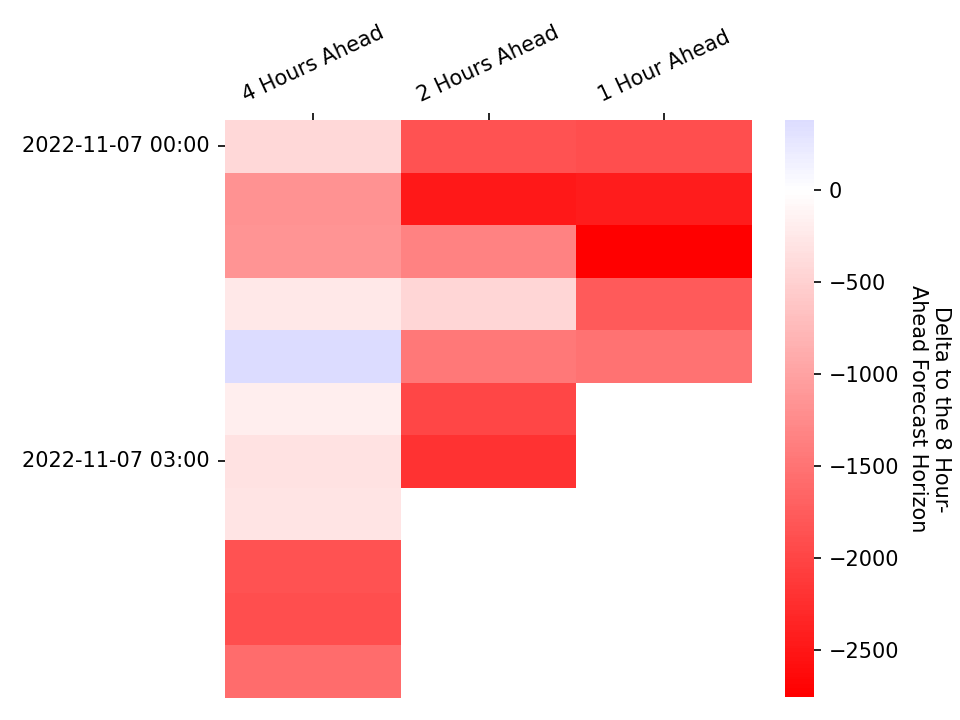 4 Hours Ahead
2 Hours Ahead
1 Hour Ahead
2022-11-07 00:00
2022-11-07 03:00
0
−500
−1000
−1500
−2000
−2500
Delta to the 8 Hour-
Ahead Forecast Horizon